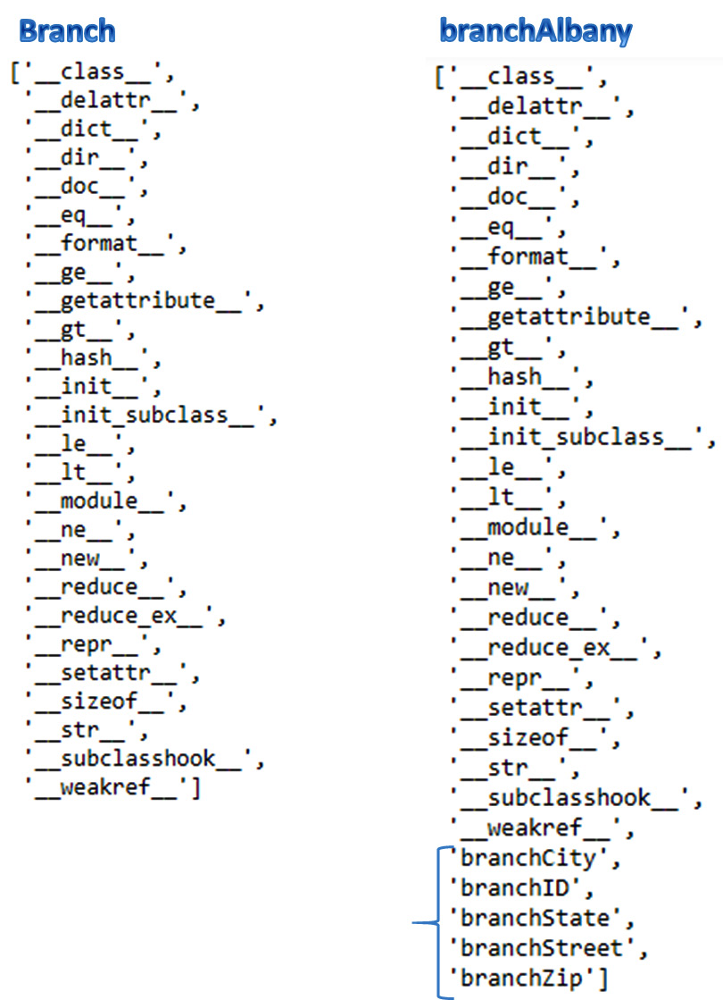 Branch
['__class__',
'__delattr__',
'__dict__',
'__dir__',
'__doc__',
'__eq__',
'__format__',
'__ge__',
'__getattribute__',
'__gt__',
'__hash__',
'__init__',
'__init_subclass__',
'__le__',
'__lt__',
'__module__',
'__ne__',
'__new__',
'__reduce__',
'__reduce_ex__',
'__repr__',
'__setattr__',
'__sizeof__',
'__str__',
'__subclasshook__',
'__weakref__']
branchAlbany
['__class__',
'__delattr__',
'__dict__',
'__dir__',
'__doc__',
'__eq__',
'__format__',
'__ge__',
'__getattribute__',
'__gt__',
'__hash__',
'__init__',
'__init_subclass__',
'__le__',
'__lt__',
'__module__',
'__ne__',
'__new__',
'__reduce__',
'__reduce_ex__',
'__repr__',
'__setattr__',
'__sizeof__',
'__str__',
'__subclasshook__',
'__weakref__',
'branchCity',
'branchID',
'branchState',
'branchStreet',
'branchZip']